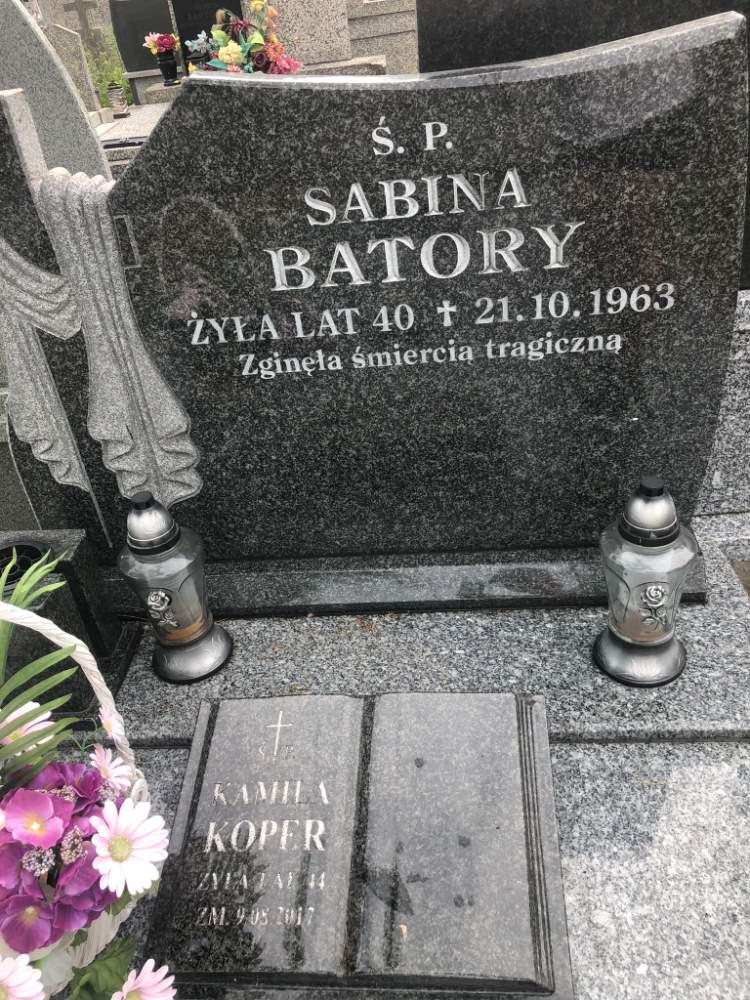 Ś. P.
SABINA
BATORY
ŻYŁA LAT 40 † 21.10.1963
Zginęła śmiercią tragiczną
Ś. P.
KAMILA
KOPER
ŻYŁA LAT 44
ZM. 9.08.2017